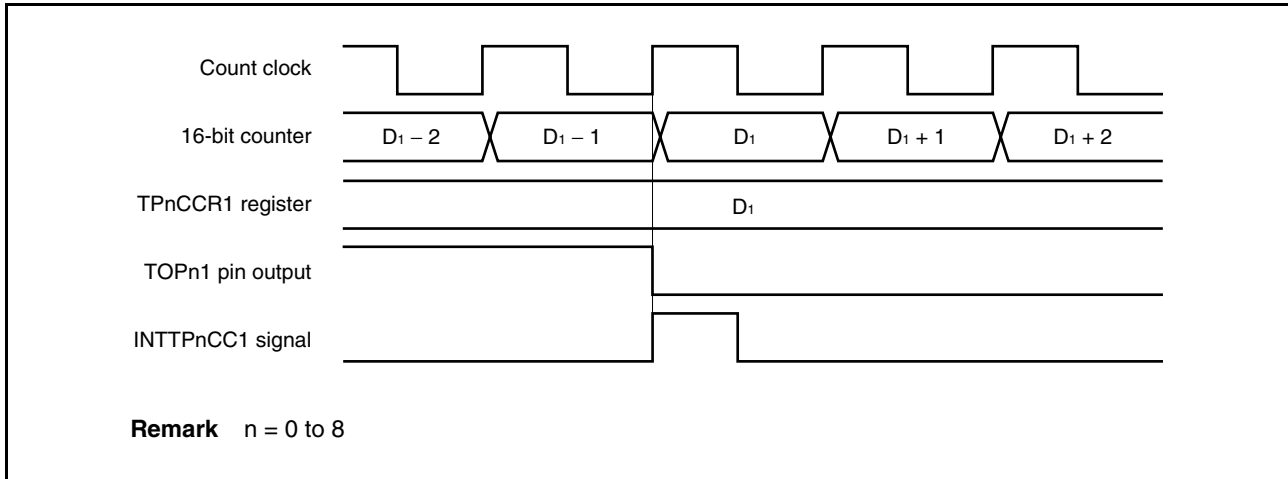 Count clock
16-bit counter
D₁ − 2
D₁ − 1
D₁
D₁ + 1
D₁ + 2
TPnCCR1 register
D₁
TOPn1 pin output
INTTPnCC1 signal
Remark n = 0 to 8